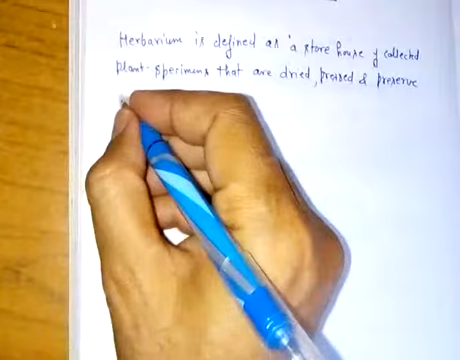 Herbarium is defined as 'a store house of collected
plant specimens that are dried, pressed & preserve